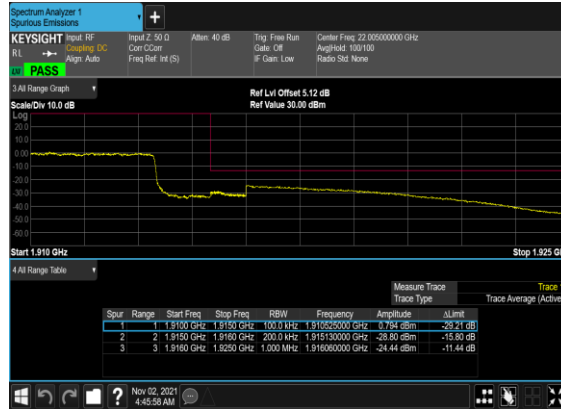 Spectrum Analyzer 1
Spurious Emissions
+
KEYSIGHT Input: RF Input Z: 50 Ω Atten: 40 dB Trig: Free Run Center Freq: 22.005000000 GHz
RL Coupling: DC Corr CCorr Gate: Off Avg|Hold: 100/100
Align: Auto Freq Ref: Int (S) IF Gain: Low Radio Std: None
PASS
3 All Range Graph
Ref Lvl Offset 5.12 dB
Scale/Div 10.0 dB Ref Value 30.00 dBm
Log
20.0
10.0
0.00
-10.0
-20.0
-30.0
-40.0
-50.0
-60.0
Start 1.910 GHz Stop 1.925 G
4 All Range Table
Measure Trace Trace
Trace Type Trace Average (Active
Spur Range Start Freq Stop Freq RBW Frequency Amplitude ΔLimit
1 1 1.9100 GHz 1.9150 GHz 100.0 kHz 1.910525000 GHz 0.794 dBm -29.21 dB
2 2 1.9150 GHz 1.9160 GHz 200.0 kHz 1.915130000 GHz -28.80 dBm -15.80 dB
3 3 1.9160 GHz 1.9250 GHz 1.000 MHz 1.916060000 GHz -24.44 dBm -11.44 dB
? Nov 02, 2021
4:45:58 AM